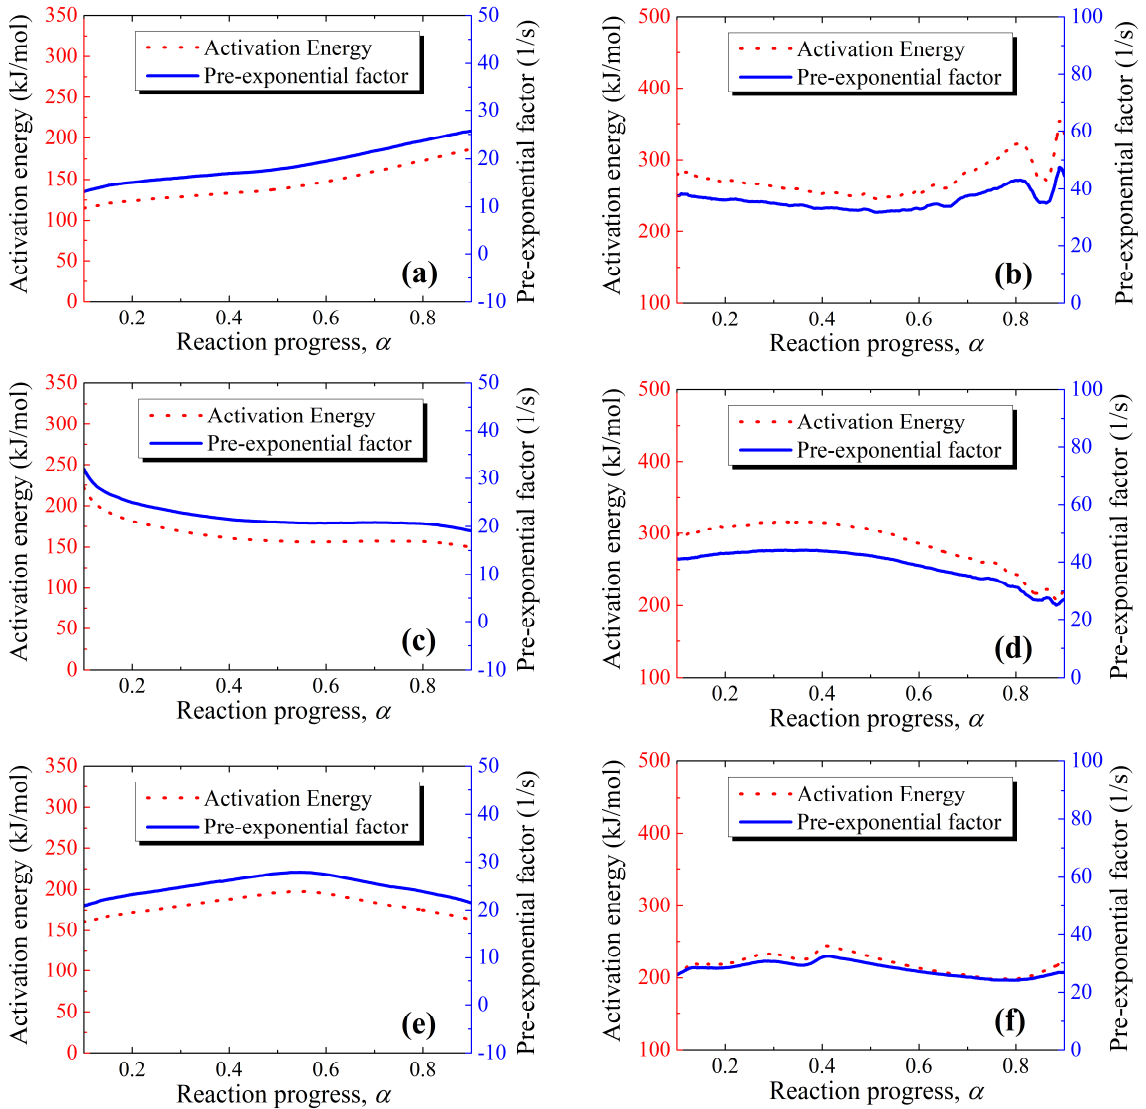 Activation energy (kJ/mol)
350
300
250
200
150
100
50
0
Activation Energy
Pre-exponential factor
(a)
50
40
30
20
10
0
-10
Pre-exponential factor (1/s)
0.2 0.4 0.6 0.8
Reaction progress, α
Activation energy (kJ/mol)
500
400
300
200
100
Activation Energy
Pre-exponential factor
(b)
100
80
60
40
20
0
Pre-exponential factor (1/s)
0.2 0.4 0.6 0.8
Reaction progress, α
Activation energy (kJ/mol)
350
300
250
200
150
100
50
0
Activation Energy
Pre-exponential factor
(c)
50
40
30
20
10
0
-10
Pre-exponential factor (1/s)
0.2 0.4 0.6 0.8
Reaction progress, α
Activation energy (kJ/mol)
500
400
300
200
100
Activation Energy
Pre-exponential factor
(d)
100
80
60
40
20
0
Pre-exponential factor (1/s)
0.2 0.4 0.6 0.8
Reaction progress, α
Activation energy (kJ/mol)
350
300
250
200
150
100
50
0
Activation Energy
Pre-exponential factor
(e)
50
40
30
20
10
0
-10
Pre-exponential factor (1/s)
0.2 0.4 0.6 0.8
Reaction progress, α
Activation energy (kJ/mol)
500
400
300
200
100
Activation Energy
Pre-exponential factor
(f)
100
80
60
40
20
0
Pre-exponential factor (1/s)
0.2 0.4 0.6 0.8
Reaction progress, α